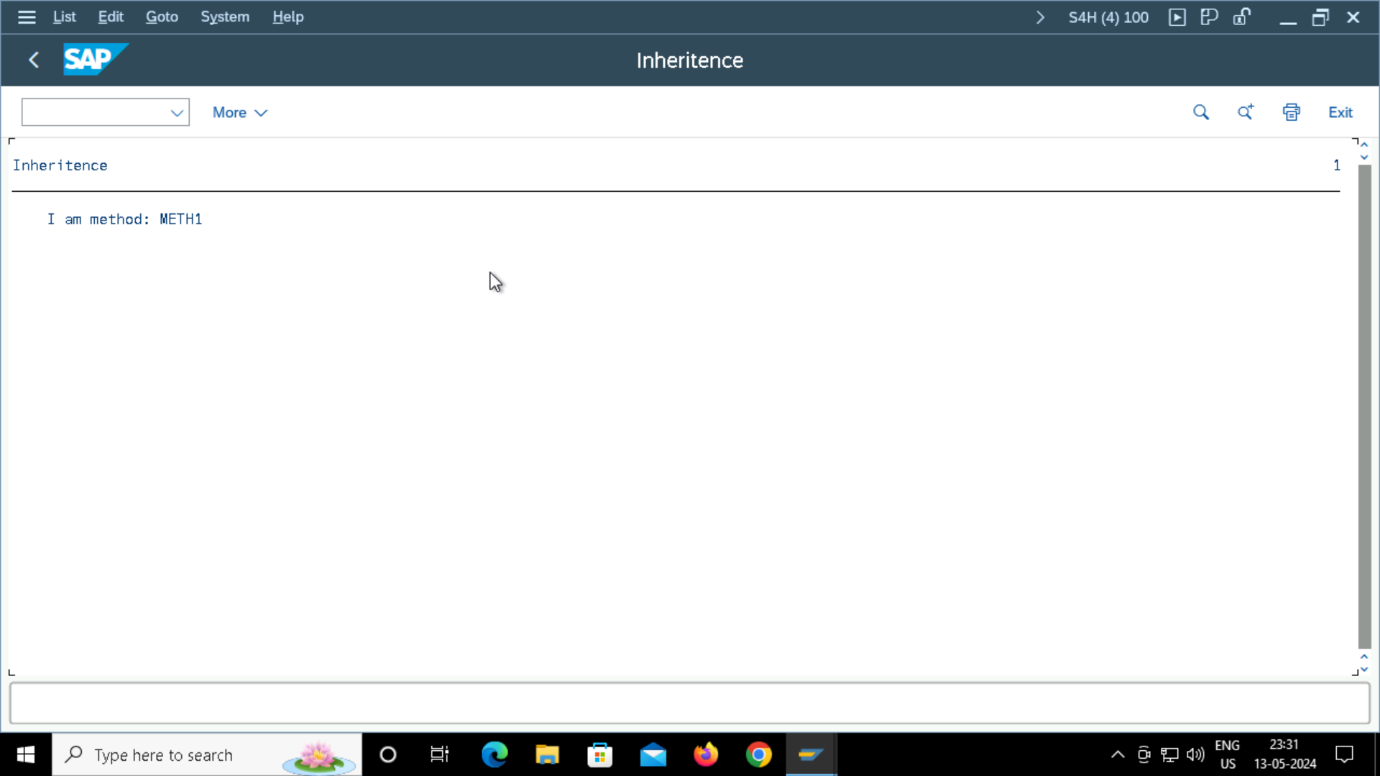 List Edit Goto System Help S4H (4) 100
SAP Inheritence
More Exit
Inheritence 1
I am method: METH1
Type here to search ENG 23:31
US 13-05-2024